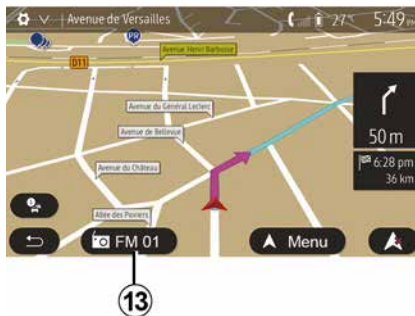 Avenue de Versailles
27°
5:49 pm
PR
Avenue Henri Barbusse
D11
Avenue du Général Leclerc
Avenue de Bellevue
50 m
Avenue du Château
6:28 pm
36 km
Allée des Poiriers
FM 01
Menu
13